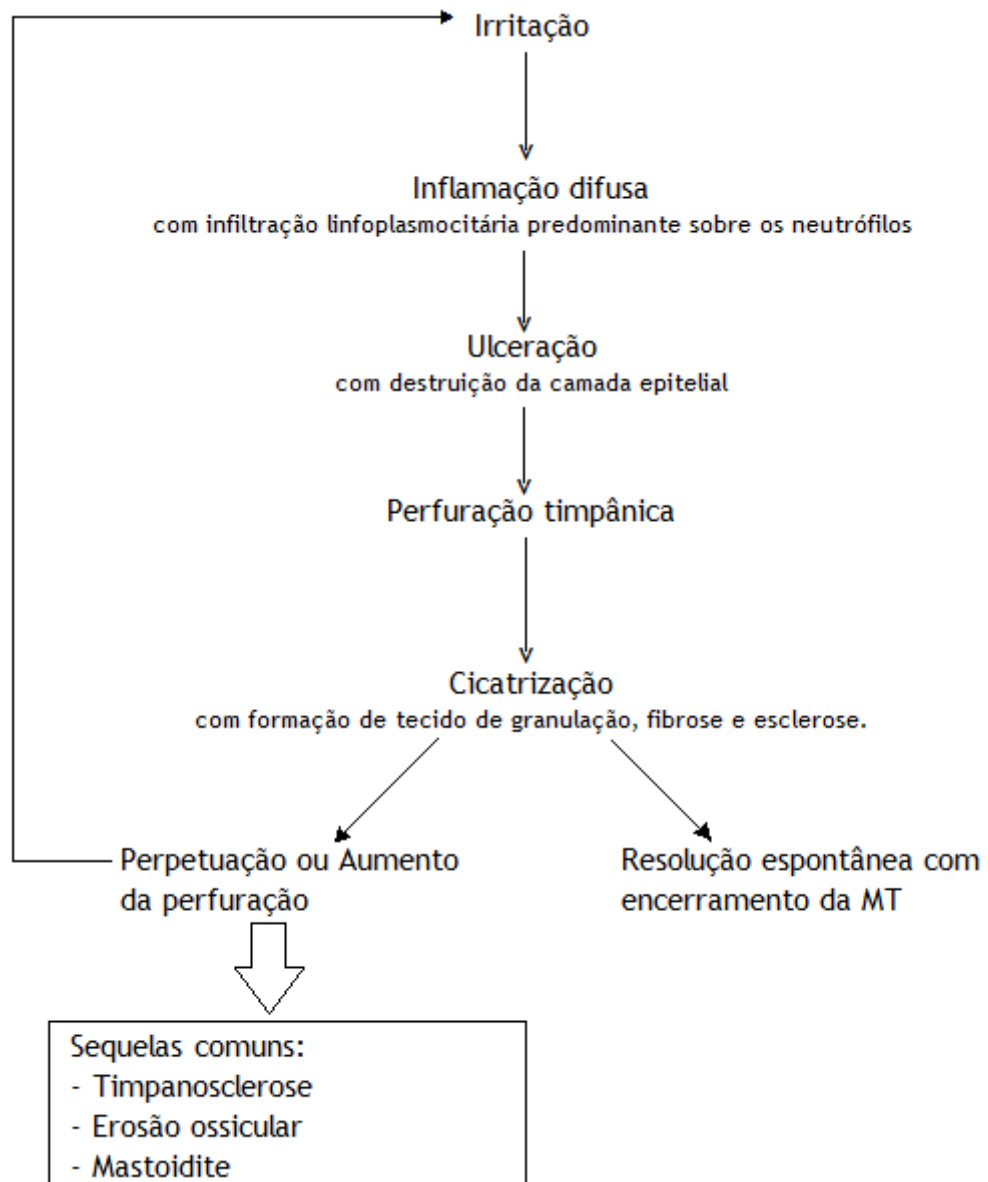 Irritação
Inflamação difusa
com infiltração linfoplasmocitária predominante sobre os neutrófilos
Ulceração
com destruição da camada epitelial
Perfuração timpânica
Cicatrização
com formação de tecido de granulação, fibrose e esclerose.
Perpetuação ou Aumento
da perfuração
Resolução espontânea com
encerramento da MT
Sequelas comuns:
- Timpanosclerose
- Erosão ossicular
- Mastoidite